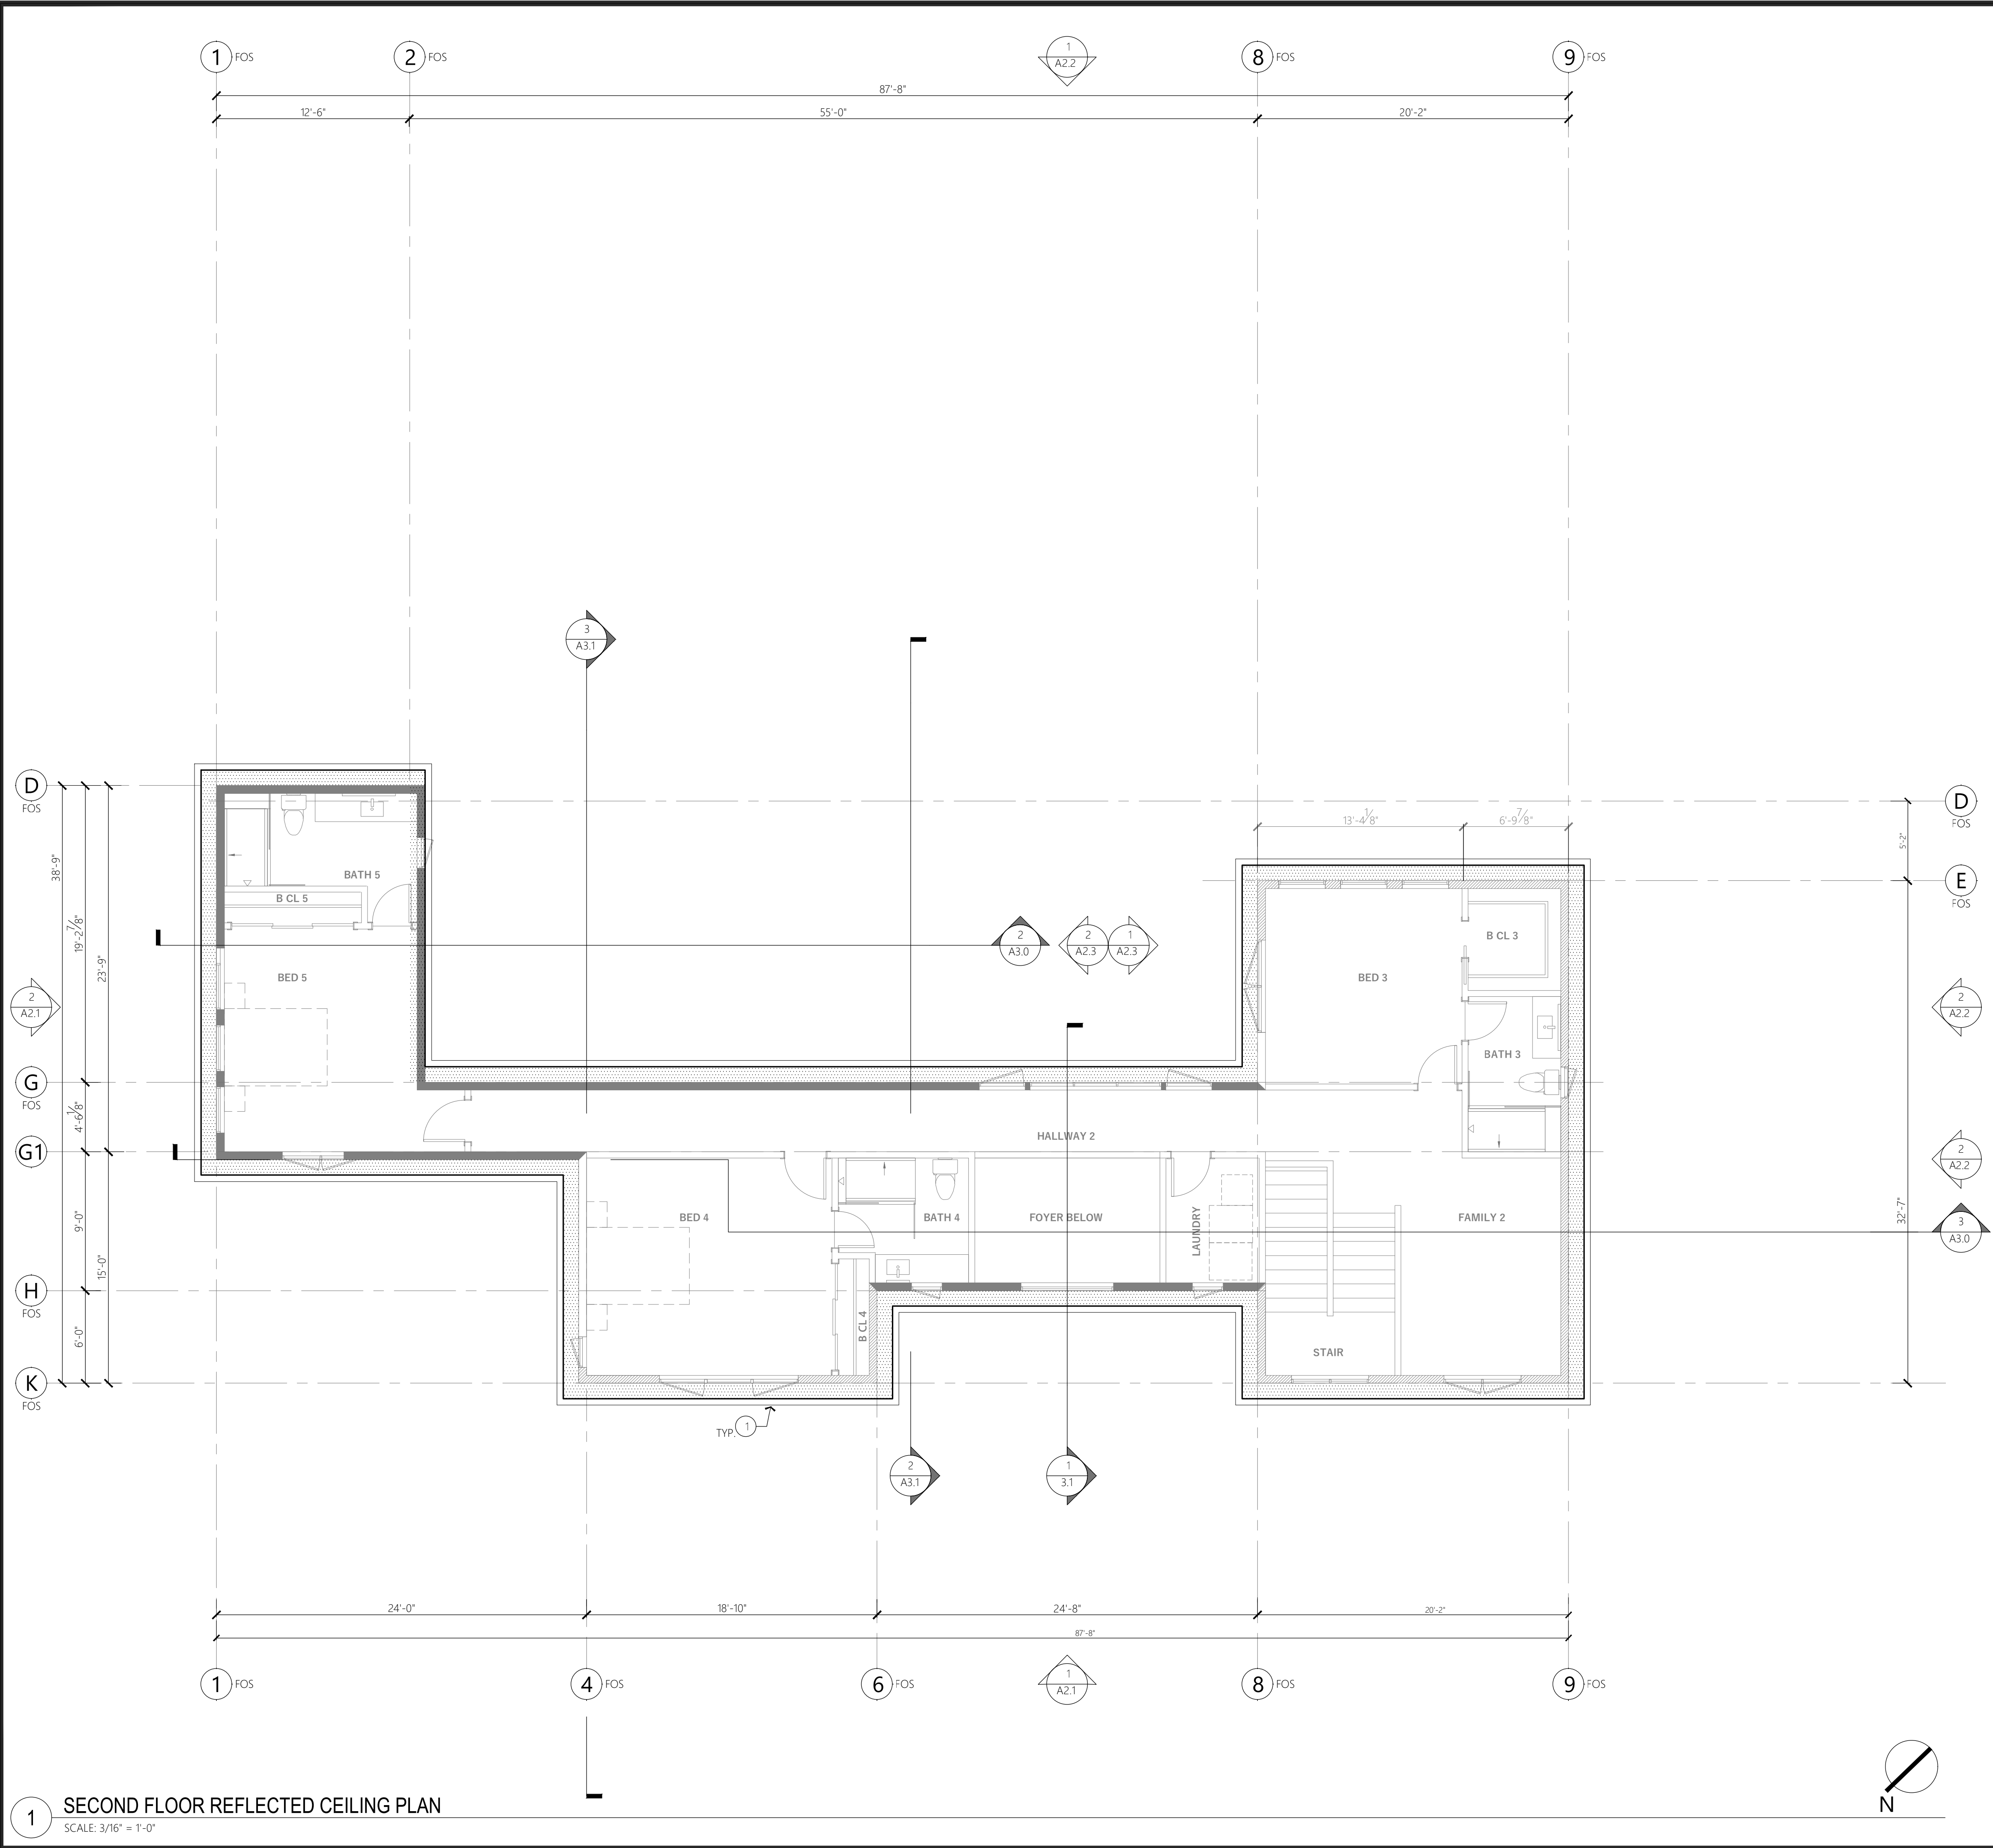 1 FOS 2 FOS 1 8 FOS 9 FOS
A2.2
87'-8"
12'-6" 55'-0" 20'-2"
3
A3.1
D D
FOS FOS
13'-4 1/8" 6'-9 7/8"
5'-2"
38'-9"
19'-2 7/8"
23'-9"
BATH 5
B CL 5
E
FOS
2 2 1
A3.0 A2.3 A2.3
B CL 3
BED 5 BED 3
2 2
A2.1 A2.2
BATH 3
G
FOS
4'-6 1/8"
HALLWAY 2
G1
2
A2.2
9'-0"
15'-0"
32'-7"
BED 4 BATH 4 FOYER BELOW LAUNDRY FAMILY 2
3
A3.0
H
FOS
6'-0"
B CL 4
STAIR
K
FOS
TYP. 1
2 1
A3.1 3.1
24'-0" 18'-10" 24'-8" 20'-2"
87'-8"
1 FOS 4 FOS 6 FOS 1 8 FOS 9 FOS
A2.1
N
1 SECOND FLOOR REFLECTED CEILING PLAN
SCALE: 3/16" = 1'-0"